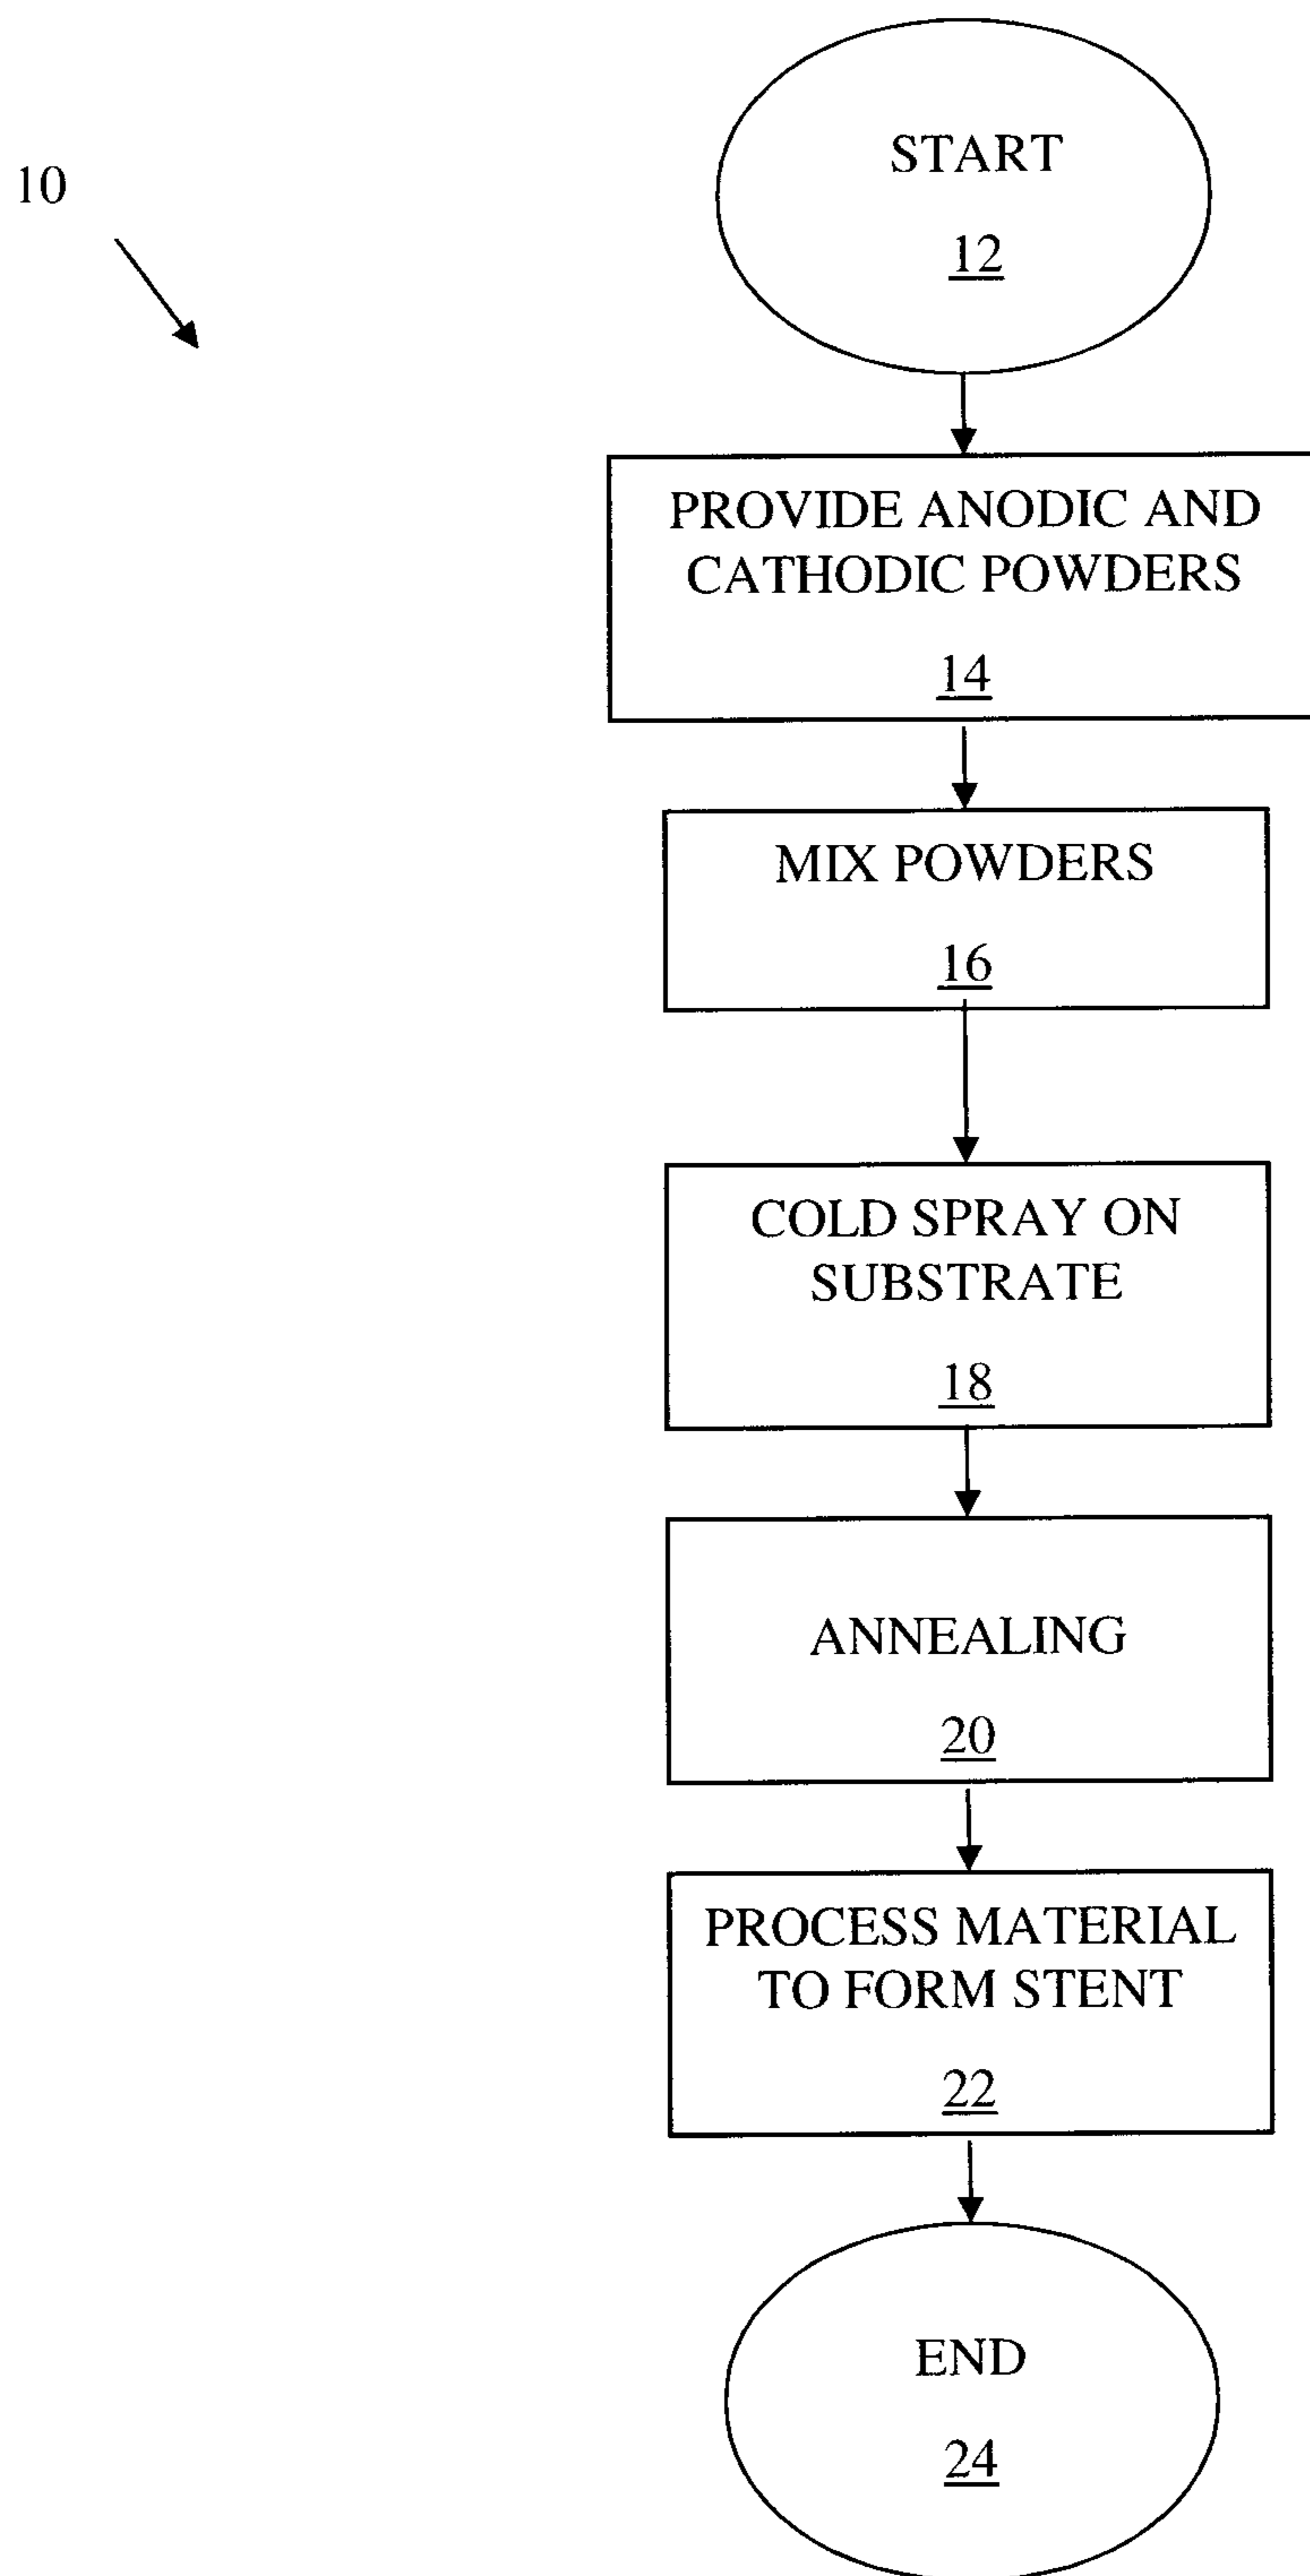 10
START
12
PROVIDE ANODIC AND
CATHODIC POWDERS
14
MIX POWDERS
16
COLD SPRAY ON
SUBSTRATE
18
ANNEALING
20
PROCESS MATERIAL
TO FORM STENT
22
END
24